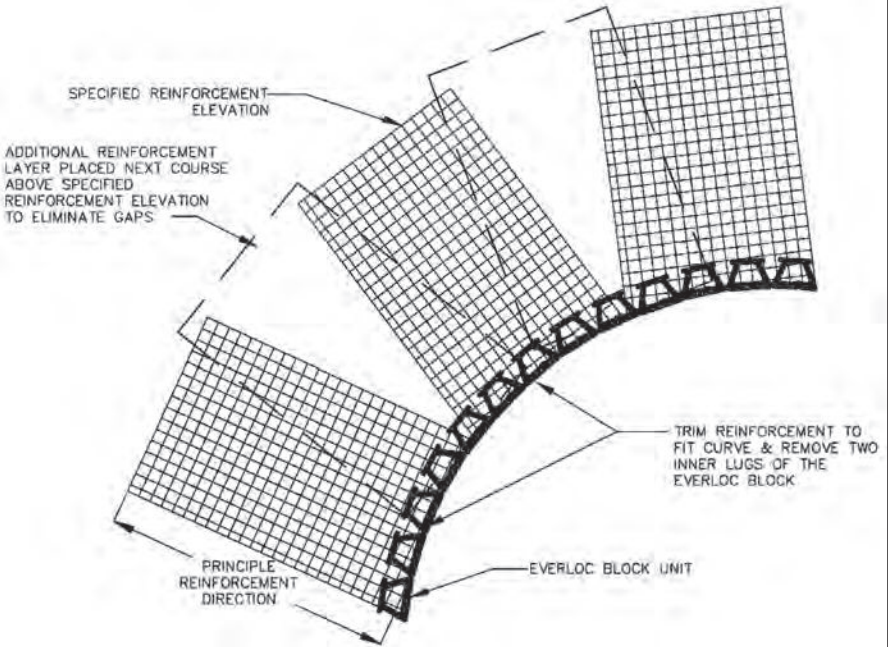 SPECIFIED REINFORCEMENT
ELEVATION
ADDITIONAL REINFORCEMENT
LAYER PLACED NEXT COURSE
ABOVE SPECIFIED
REINFORCEMENT ELEVATION
TO ELIMINATE GAPS
TRIM REINFORCEMENT TO
FIT CURVE & REMOVE TWO
INNER LUGS OF THE
EVERLOC BLOCK
PRINCIPLE
REINFORCEMENT
DIRECTION
EVERLOC BLOCK UNIT